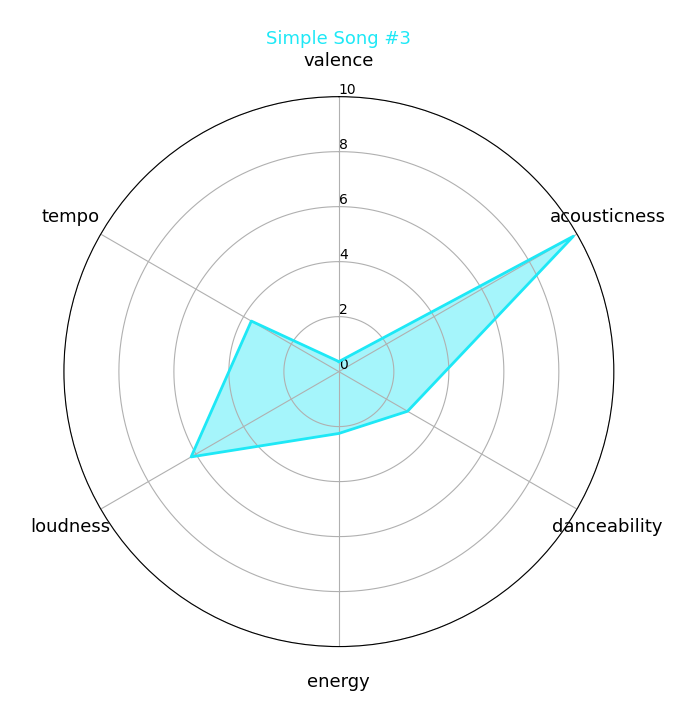 Simple Song #3
valence
10
8
acousticness
tempo
6
4
2
0
loudness
danceability
energy